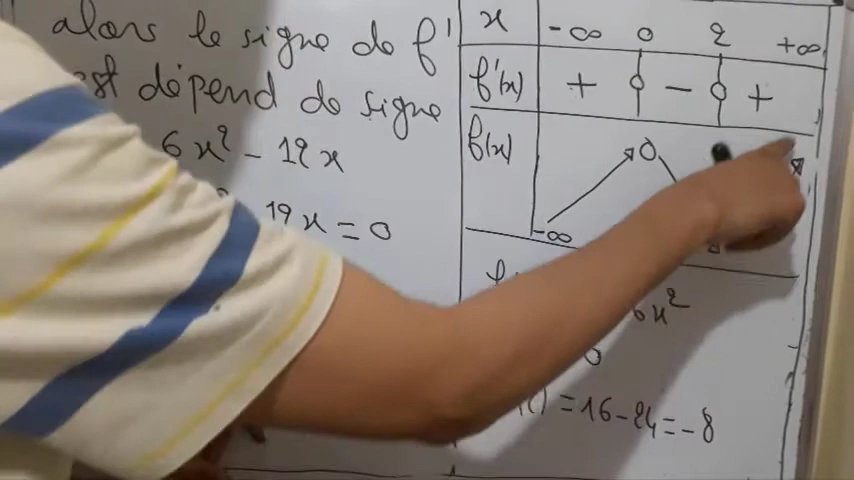 alors le signe de f'
est dépend de signe
6x² - 12x
12x = 0
x -∞ 0 2 +∞
f'(x) + 0 - 0 +
f(x) -∞ 0
6x²
0
= 16 - 24 = -8